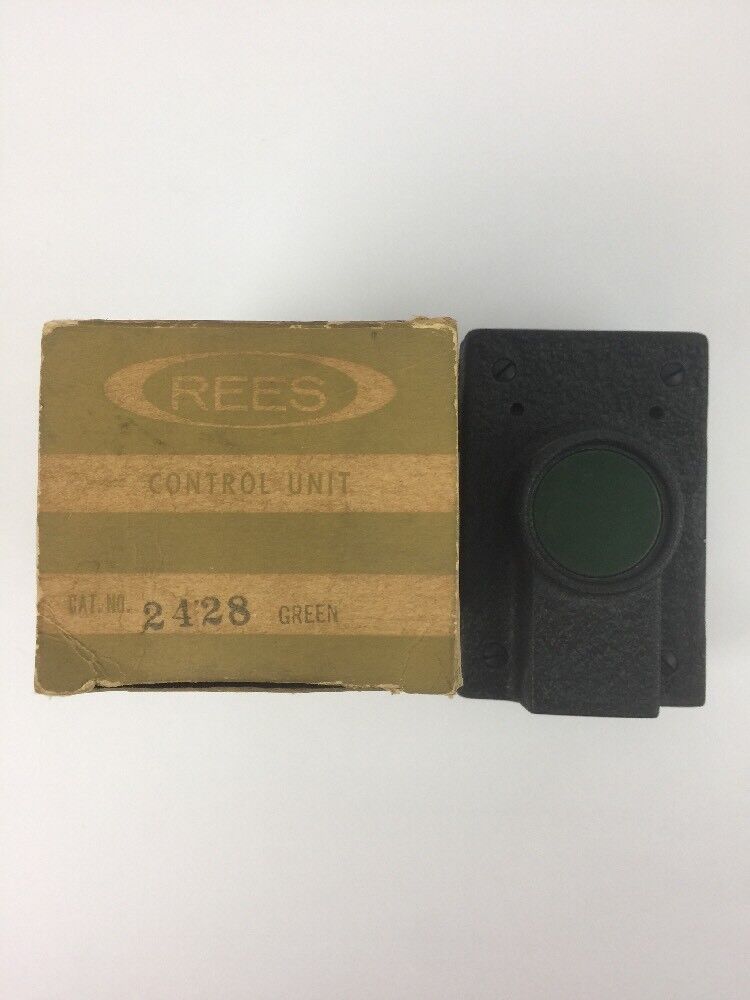 REES
CONTROL UNIT
CAT. NO. 2428 GREEN